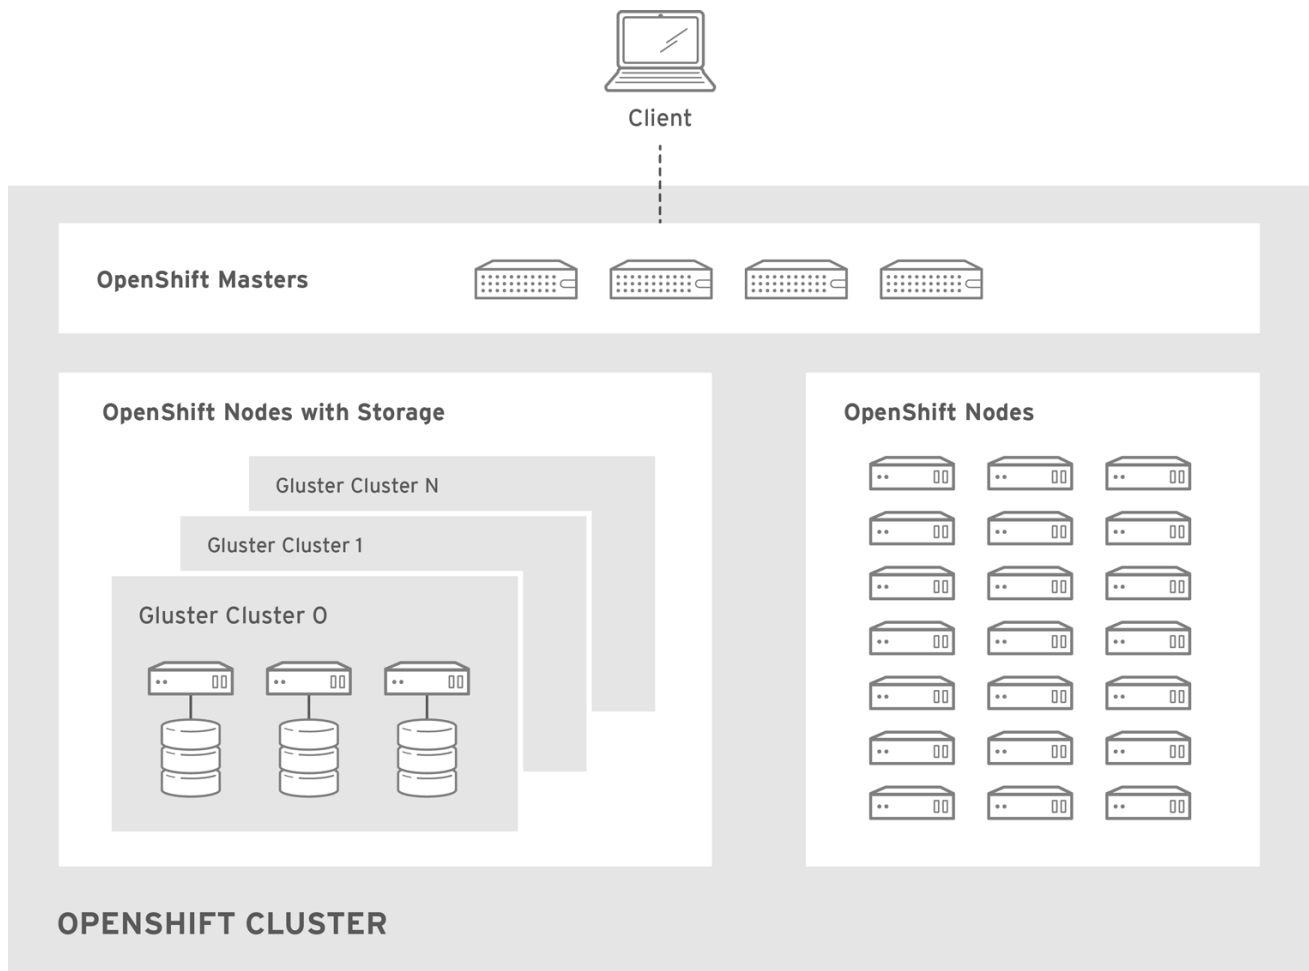 Client
OpenShift Masters
OpenShift Nodes with Storage
OpenShift Nodes
Gluster Cluster N
Gluster Cluster 1
Gluster Cluster 0
OPENSHIFT CLUSTER